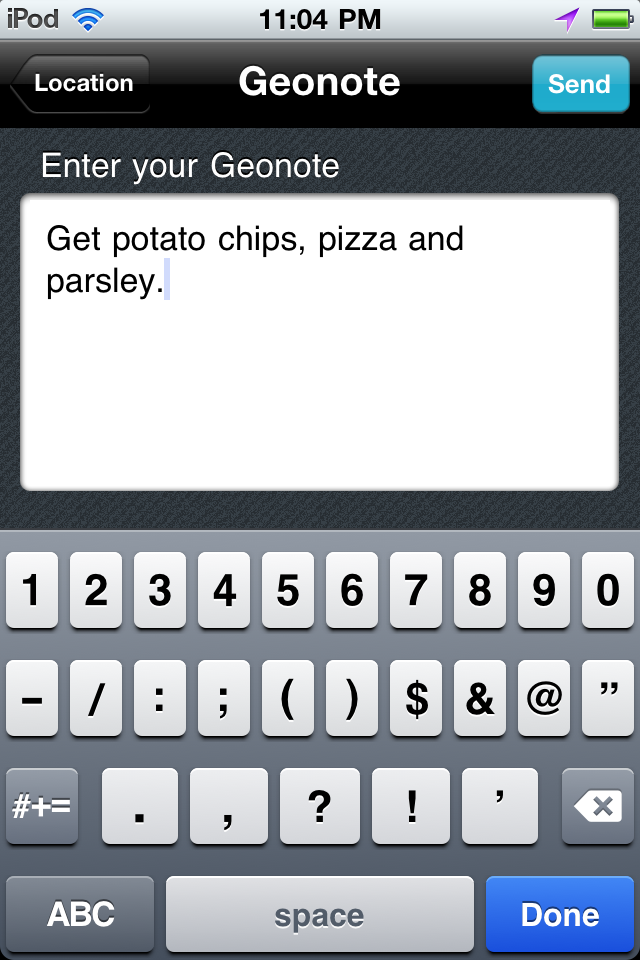 iPod 11:04 PM
Location Geonote Send
Enter your Geonote
Get potato chips, pizza and
parsley.
1 2 3 4 5 6 7 8 9 0
- / : ; ( ) $ & @ ”
#+= . , ? ! ’
ABC space Done